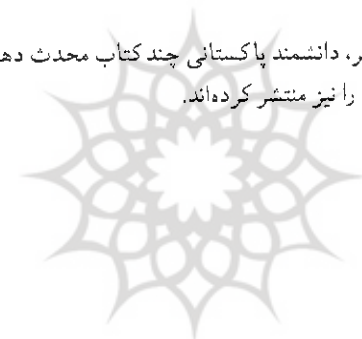 ر، دانشمند پاکستانی چند کتاب محدث ده
را نیز منتشر کرده‌اند.